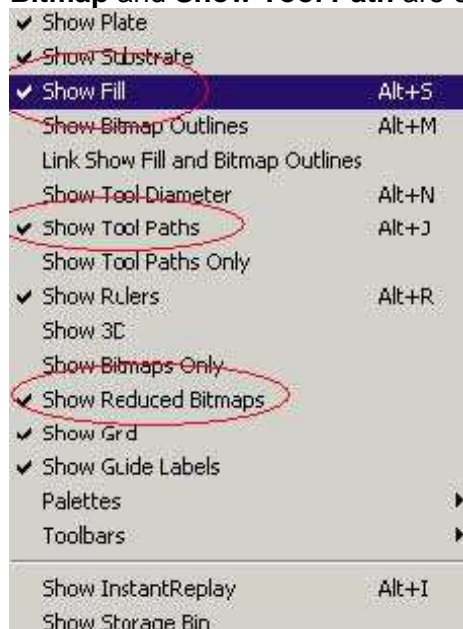 Bitmap and Show Tool Path are
Show Plate
Show Substrate
Show Fill Alt+S
Show Bitmap Outlines Alt+M
Link Show Fill and Bitmap Outlines
Show Tool Diameter Alt+N
Show Tool Paths Alt+J
Show Tool Paths Only
Show Rulers Alt+R
Show 3D
Show Bitmaps Only
Show Reduced Bitmaps
Show Grid
Show Guide Labels
Palettes
Toolbars
Show InstantReplay Alt+I
Show Storage Bin